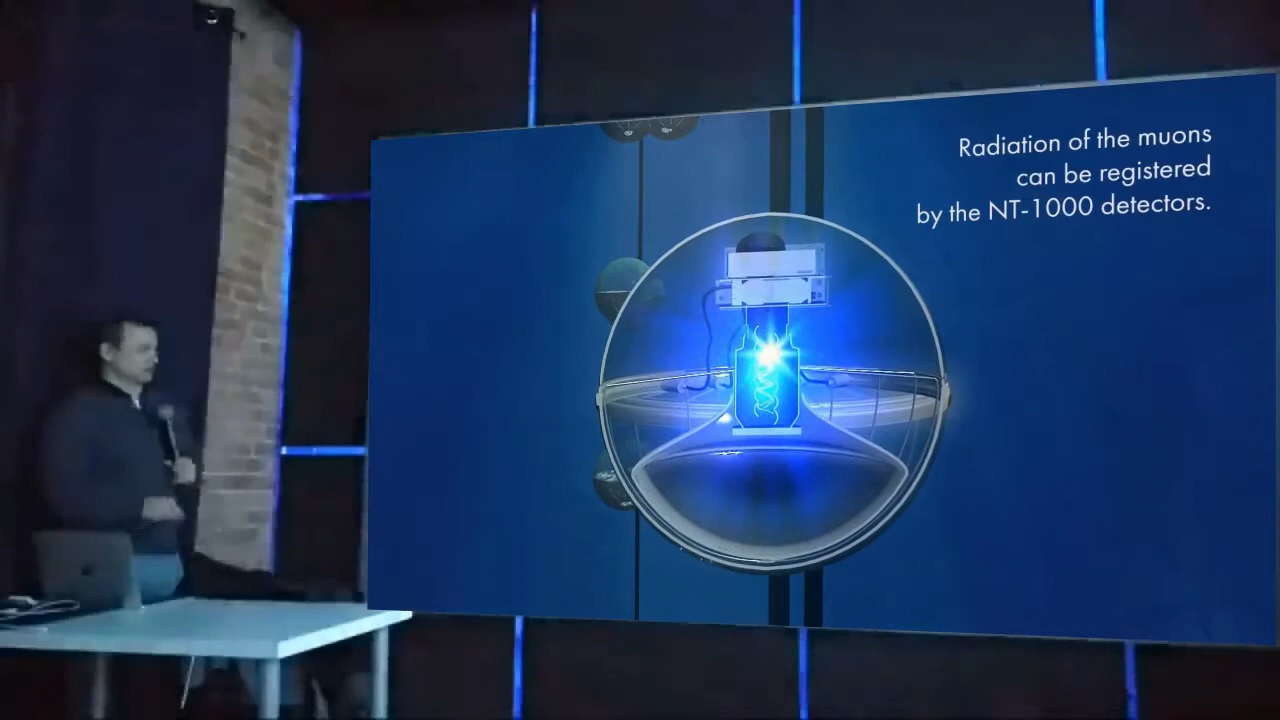 Radiation of the muons
can be registered
by the NT-1000 detectors.